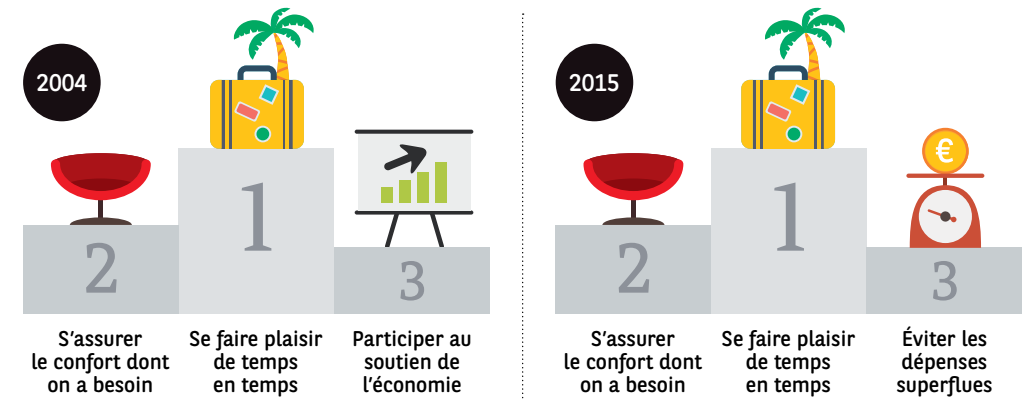 2004
2
1
3
S'assurer
le confort dont
on a besoin
Se faire plaisir
de temps
en temps
Participer au
soutien de
l'économie
2015
€
2
1
3
S'assurer
le confort dont
on a besoin
Se faire plaisir
de temps
en temps
Éviter les
dépenses
superflues